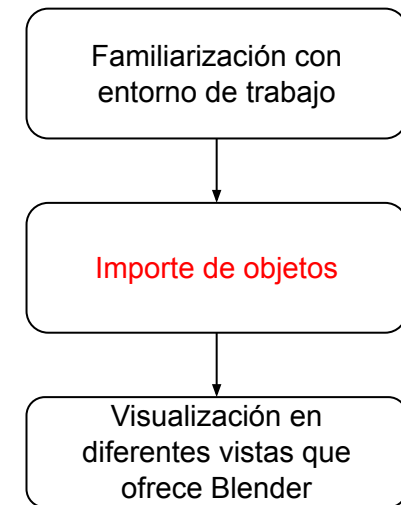 Familiarización con
entorno de trabajo
Importe de objetos
Visualización en
diferentes vistas que
ofrece Blender